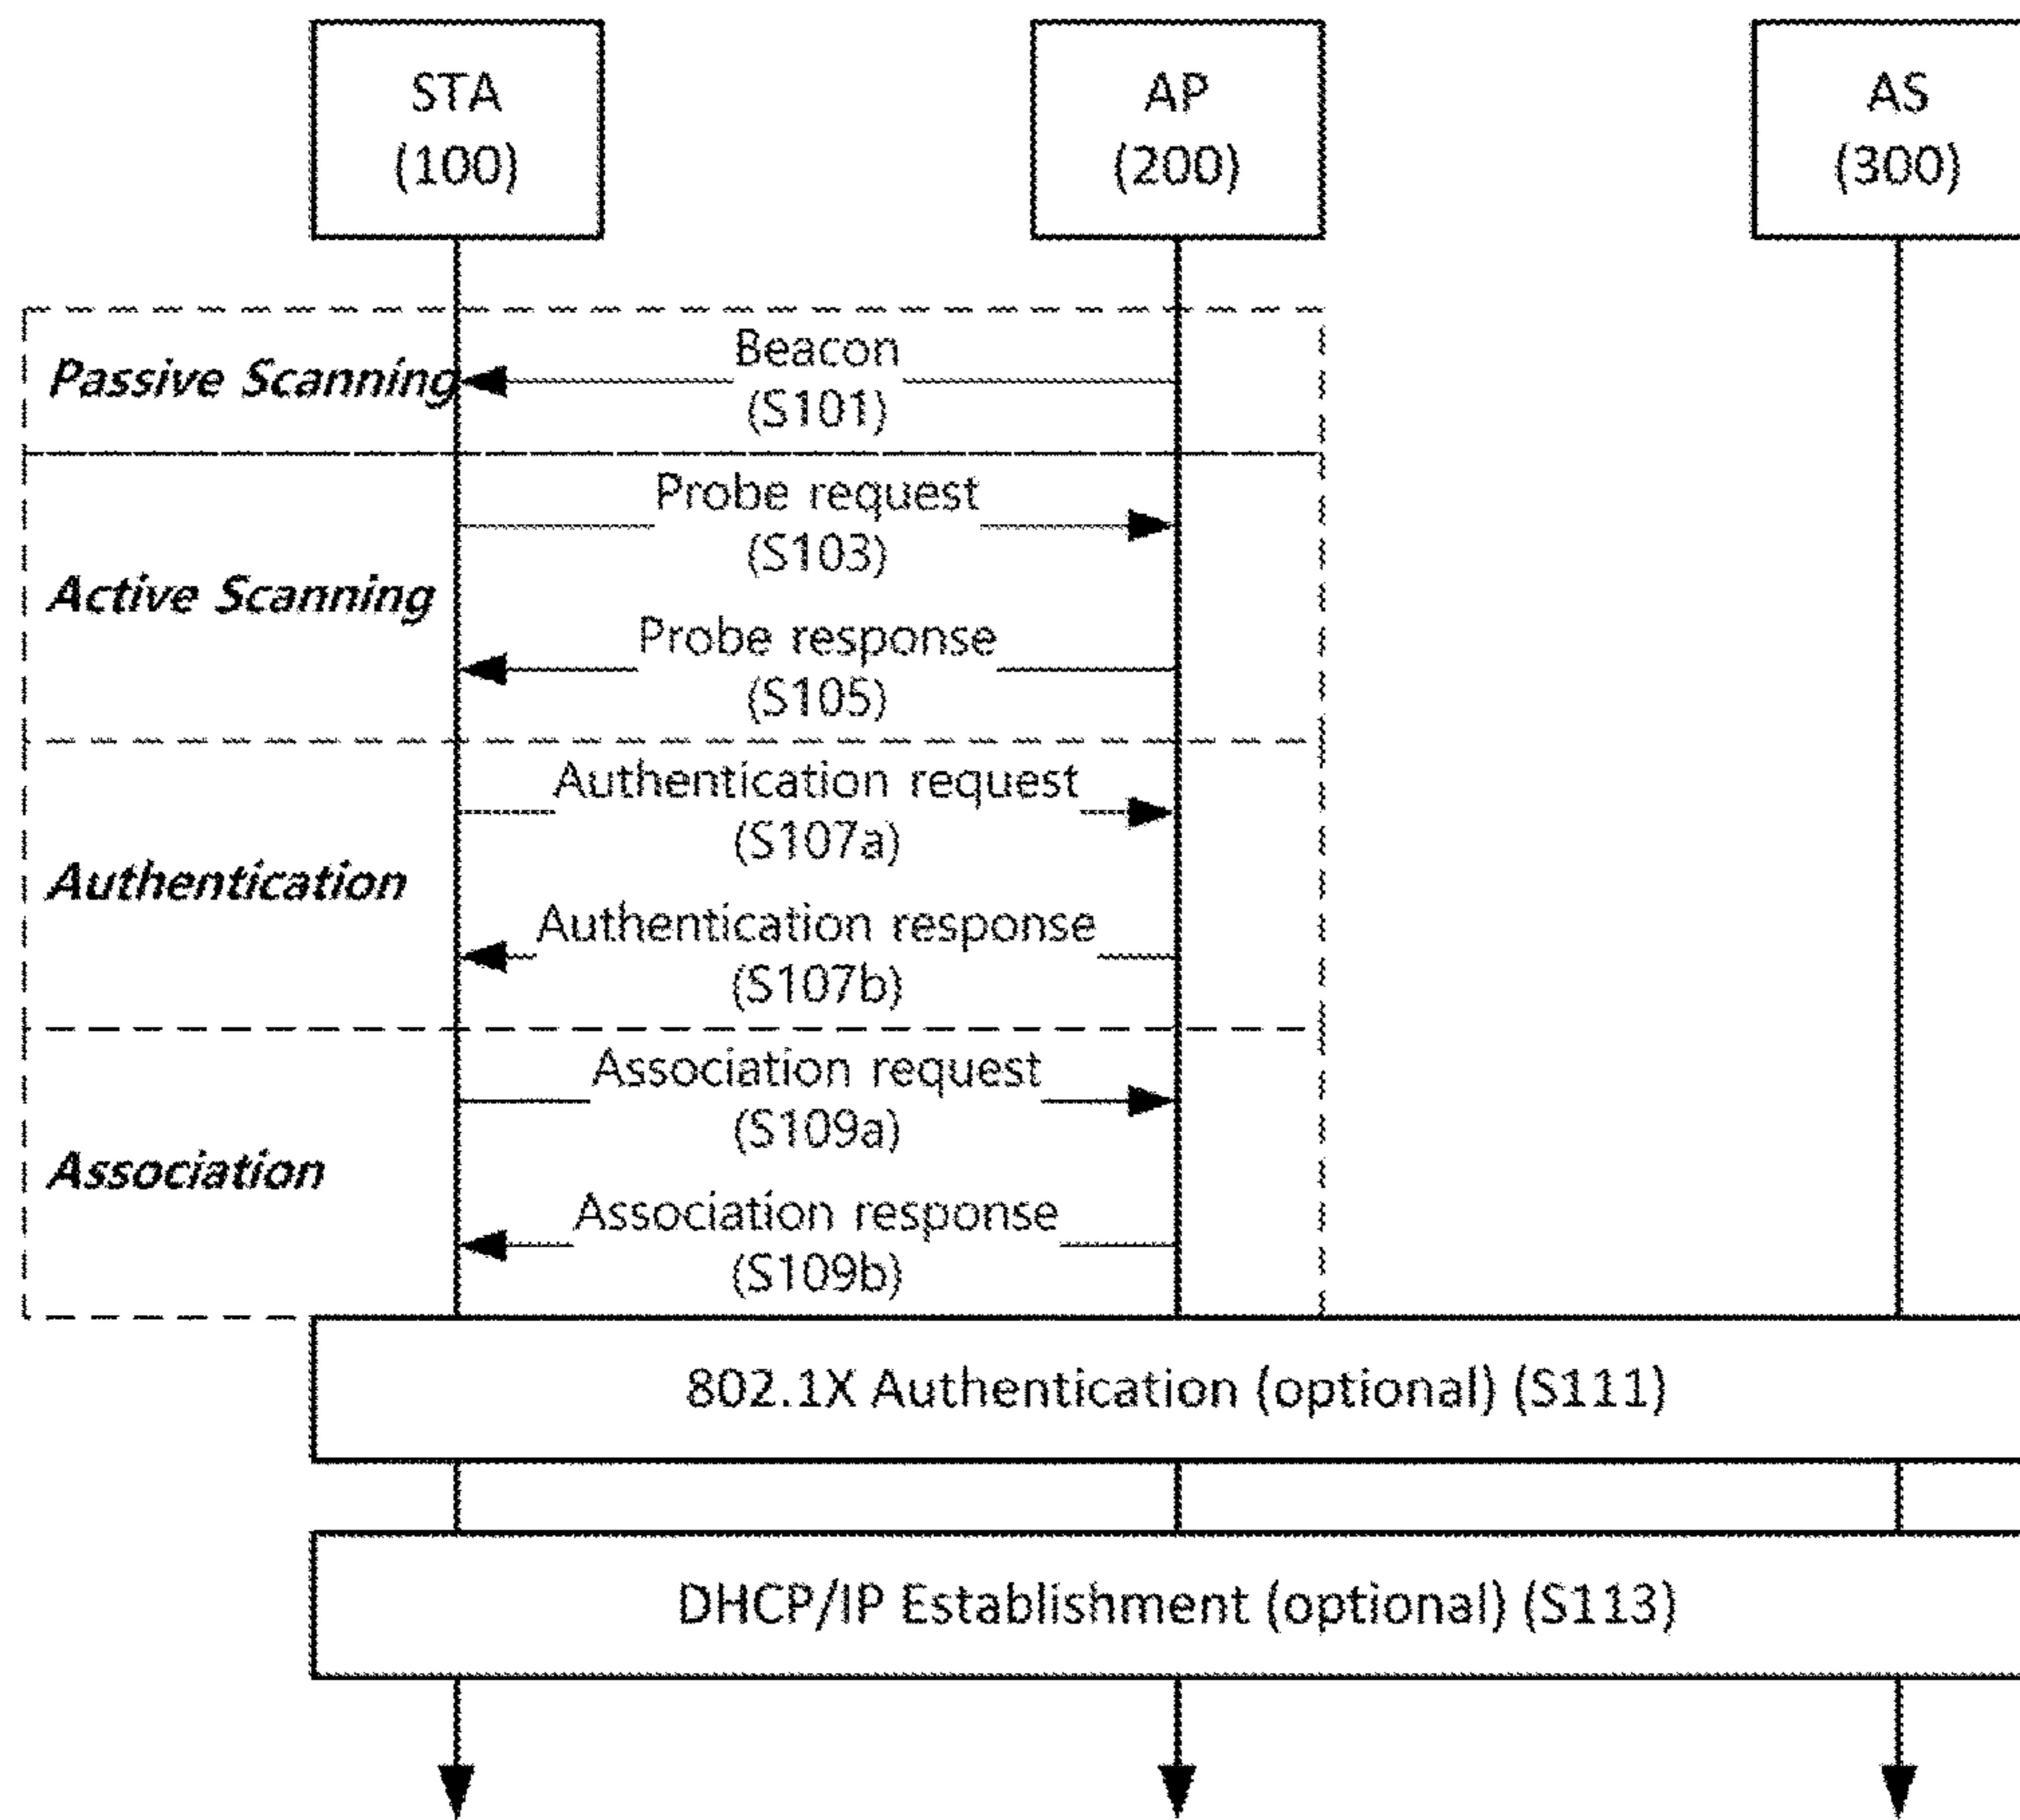 STA
(100)
AP
(200)
AS
(300)
Passive Scanning
Beacon
(S101)
Active Scanning
Probe request
(S103)
Probe response
(S105)
Authentication
Authentication request
(S107a)
Authentication response
(S107b)
Association
Association request
(S109a)
Association response
(S109b)
802.1X Authentication (optional) (S111)
DHCP/IP Establishment (optional) (S113)